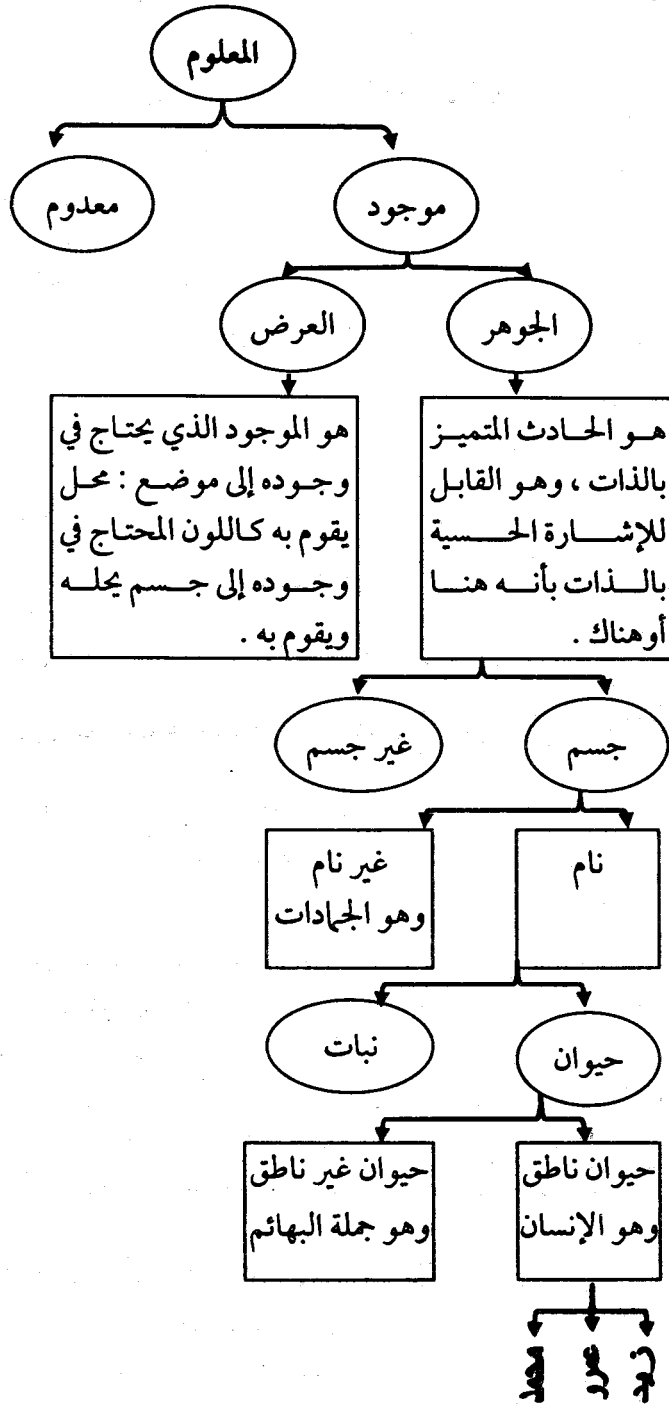 المعلوم
موجود
معدوم
الجوهر
العرض
هو الحادث المتميز
بالذات ، وهو القابل
للإشارة الحسية
بالذات بأنه هنا
أوهناك .
هو الموجود الذي يحتاج في
وجوده إلى موضع : محل
يقوم به كاللون المحتاج في
وجوده إلى جسم يحله
ويقوم به .
جسم
غير جسم
نام
غير نام
وهو الجمادات
حيوان
نبات
حيوان ناطق
وهو الإنسان
حيوان غير ناطق
وهو جملة البهائم
زيد
عمرو
محمد